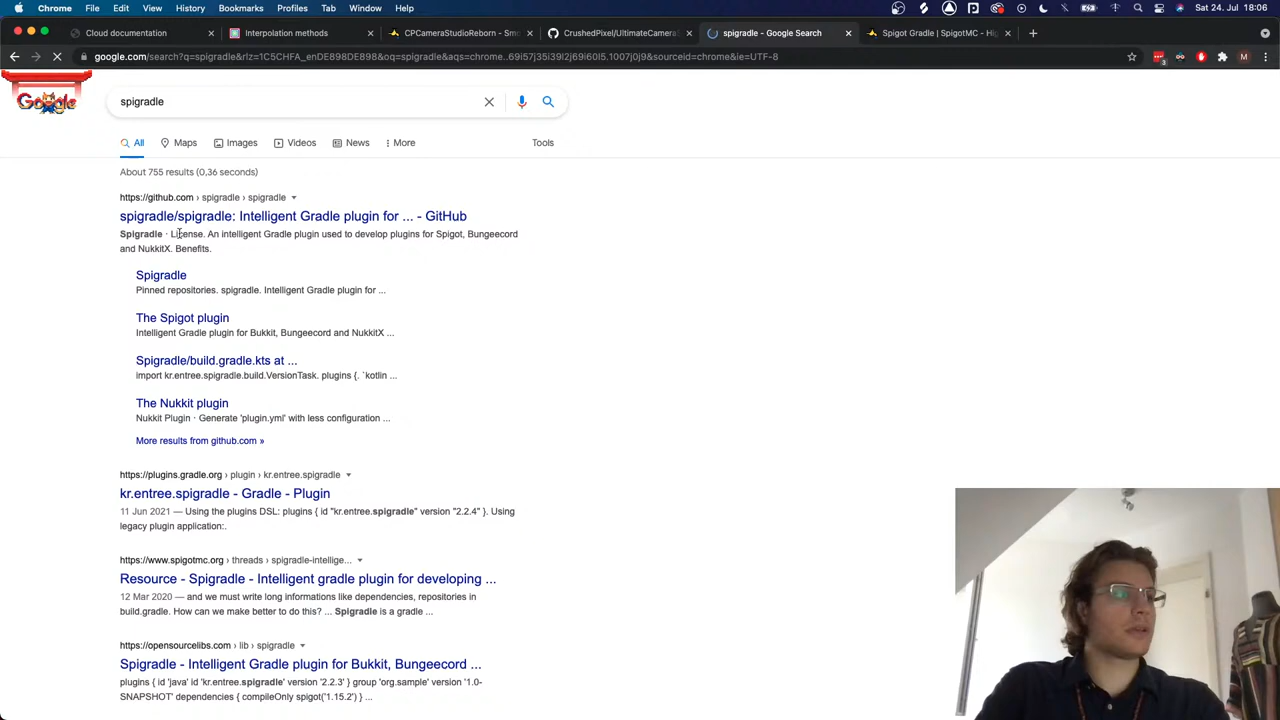 Chrome File Edit View History Bookmarks Profiles Tab Window Help
Sat 24. Jul 18:06
Cloud documentation
Interpolation methods
CPCameraStudioReborn - Smo
CrushedPixel/UltimateCameraS
spigradle - Google Search
Spigot Gradle | SpigotMC - Hig
google.com/search?q=spigradle&rlz=1C5CHFA_enDE898DE898&oq=spigradle&aqs=chrome..69i57j35i39l2j69i60l5.2319j0j9&sourceid=chrome&ie=UTF-8
3
M
Google
spigradle
All Maps Images Videos News More Tools
About 755 results (0,36 seconds)
https://github.com › spigradle › spigradle
spigradle/spigradle: Intelligent Gradle plugin for ... - GitHub
Spigradle · License. An intelligent Gradle plugin used to develop plugins for Spigot, Bungeecord
and NukkitX. Benefits.
Spigradle
Pinned repositories. spigradle. Intelligent Gradle plugin for ...
The Spigot plugin
Intelligent Gradle plugin for Bukkit, Bungeecord and NukkitX ...
Spigradle/build.gradle.kts at ...
import kr.entree.spigradle.build.VersionTask. plugins {. `kotlin ...
The Nukkit plugin
Nukkit Plugin · Generate 'plugin.yml' with less configuration ...
More results from github.com »
https://plugins.gradle.org › plugin › kr.entree.spigradle
kr.entree.spigradle - Gradle - Plugin
11 Jun 2021 — Using the plugins DSL: plugins { id "kr.entree.spigradle" version "2.2.4" }. Using
legacy plugin application:.
https://www.spigotmc.org › threads › spigradle-intellige...
Resource - Spigradle - Intelligent gradle plugin for developing ...
12 Mar 2020 — and we must write long informations like dependencies, repositories in
build.gradle. How can we make better to do this? ... Spigradle is a gradle ...
https://opensourcelibs.com › lib › spigradle
Spigradle - Intelligent Gradle plugin for Bukkit, Bungeecord ...
plugins { id 'java' id 'kr.entree.spigradle' version '2.2.3' } group 'org.sample' version '1.0-
SNAPSHOT' dependencies { compileOnly spigot('1.15.2') } ...